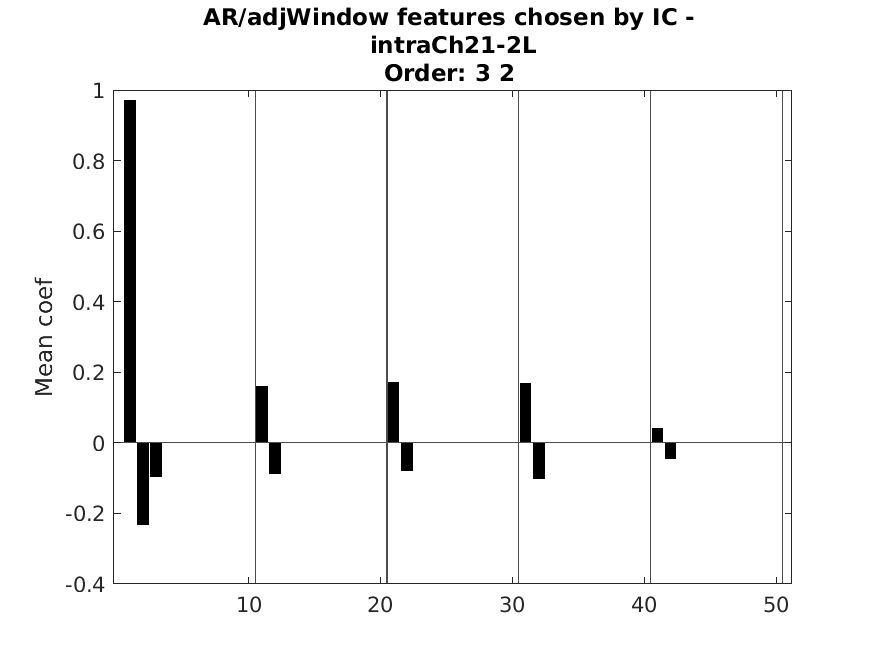 AR/adjWindow features chosen by IC -
intraCh21-2L
Order: 3 2
1
0.8
0.6
0.4
0.2
0
-0.2
-0.4
Mean coef
10 20 30 40 50